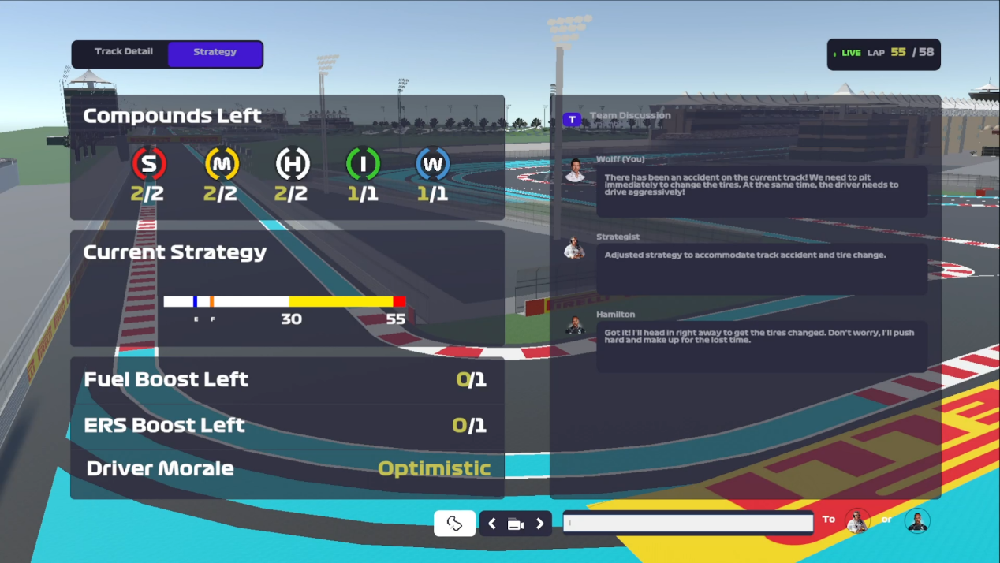 Track Detail
Strategy
LIVE LAP 55 / 58
Compounds Left
S M H I W
2/2 2/2 2/2 1/1 1/1
Current Strategy
E F 30 55
Fuel Boost Left 0/1
ERS Boost Left 0/1
Driver Morale Optimistic
T Team Discussion
Wolff (You)
There has been an accident on the current track! We need to pit
immediately to change the tires. At the same time, the driver needs to
drive aggressively!
Strategist
Adjusted strategy to accommodate track accident and tire change.
Hamilton
Got it! I'll head in right away to get the tires changed. Don't worry, I'll push
hard and make up for the lost time.
To or